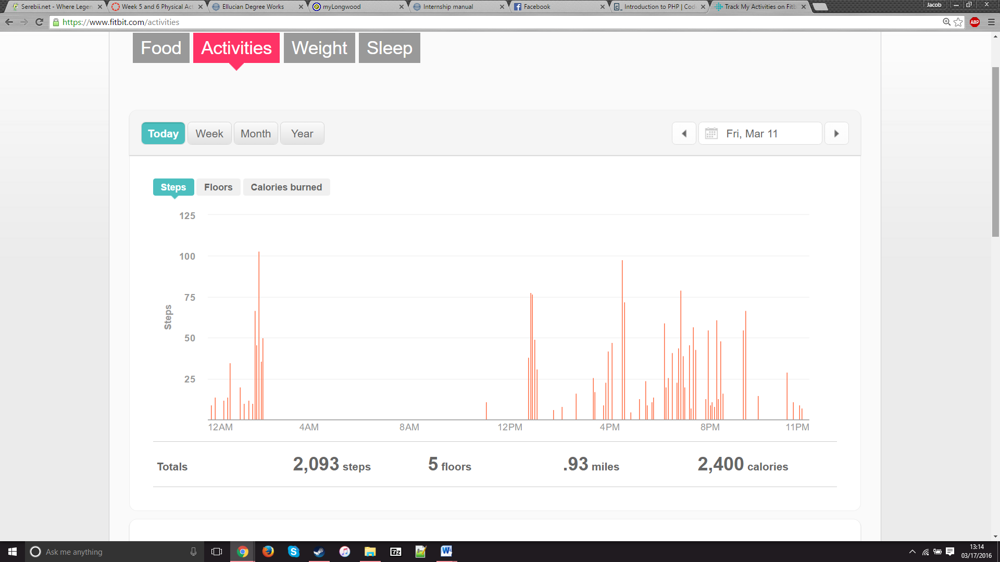 Serebii.net - Where Legen
Week 5 and 6 Physical Act
Ellucian Degree Works
myLongwood
Internship manual
Facebook
Introduction to PHP | Cod
Track My Activities on Fitb
Jacob
https://www.fitbit.com/activities
ABP
Food Activities Weight Sleep
Today Week Month Year
Fri, Mar 11
Steps Floors Calories burned
125
100
75
50
25
Steps
12AM 4AM 8AM 12PM 4PM 8PM 11PM
Totals 2,093 steps 5 floors .93 miles 2,400 calories
Ask me anything
7z
13:14
03/17/2016